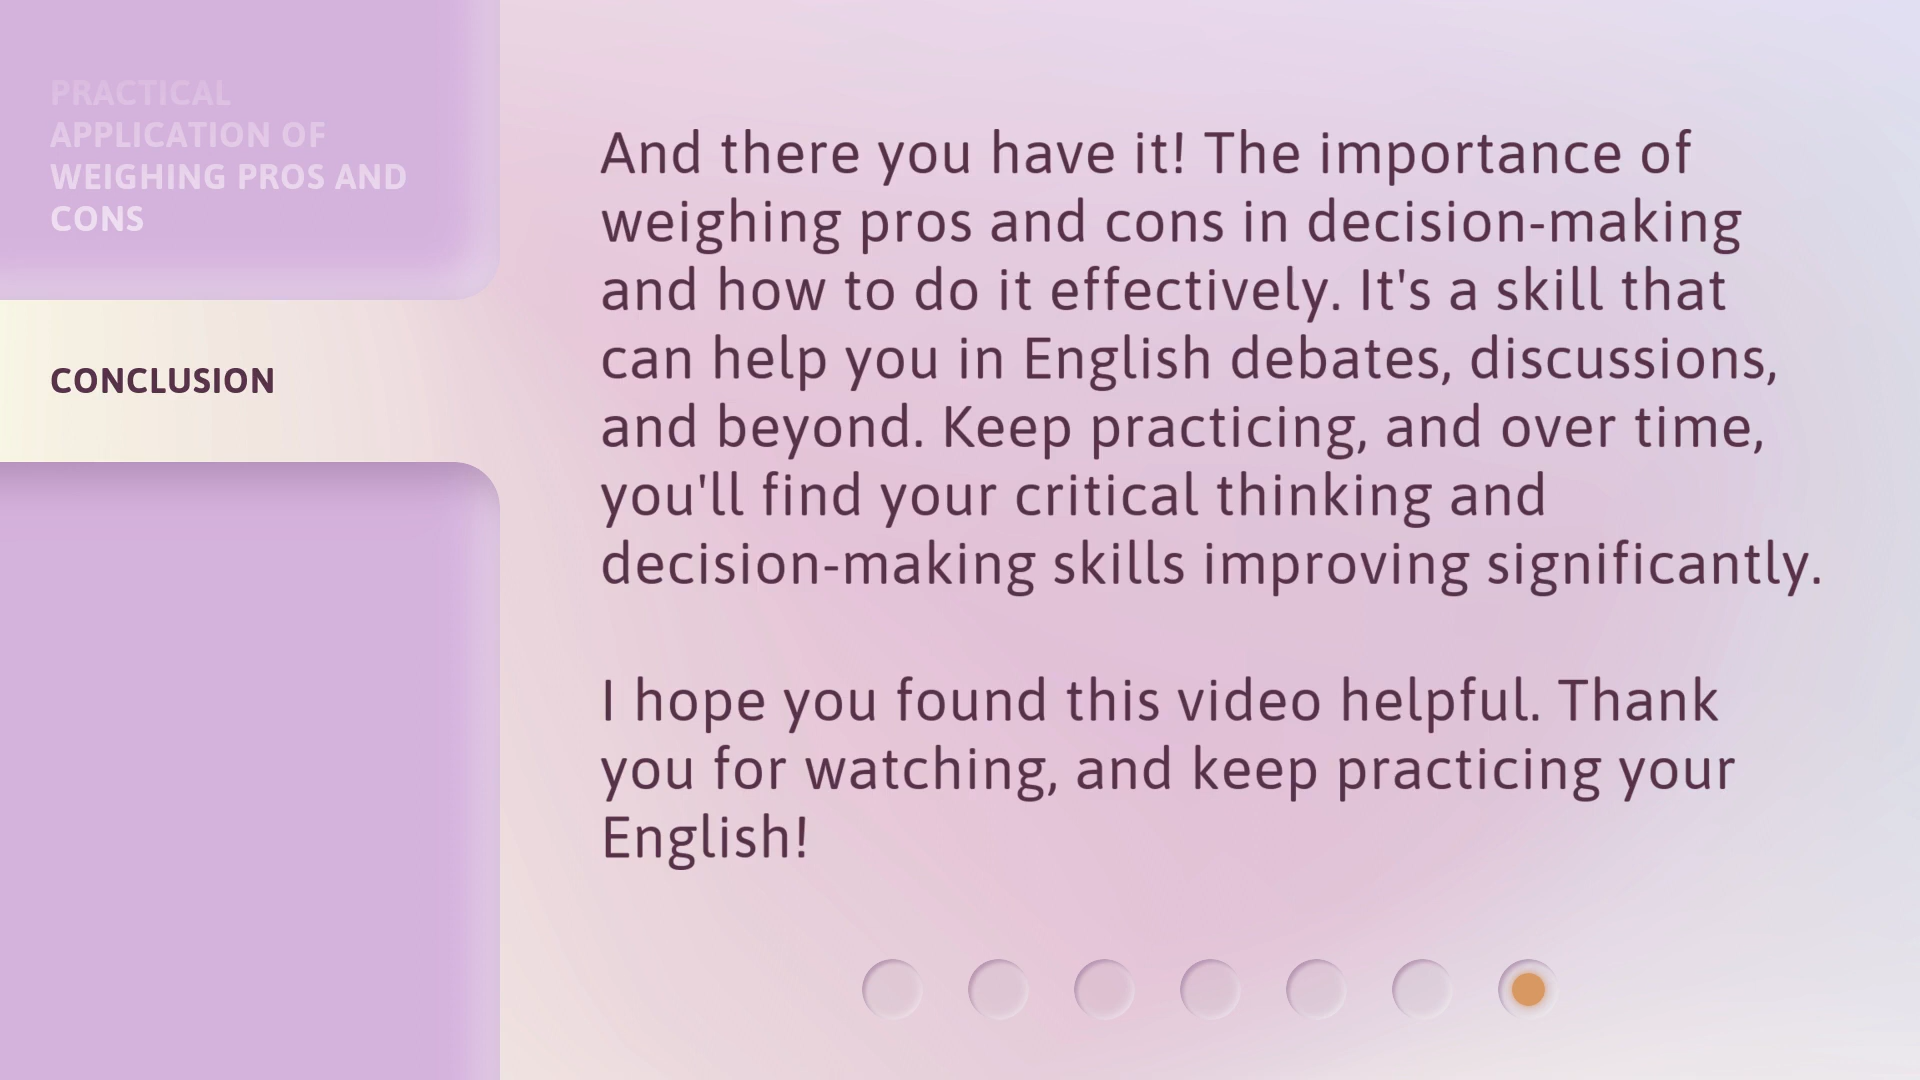 PRACTICAL
APPLICATION OF
WEIGHING PROS AND
CONS
CONCLUSION
And there you have it! The importance of
weighing pros and cons in decision-making
and how to do it effectively. It's a skill that
can help you in English debates, discussions,
and beyond. Keep practicing, and over time,
you'll find your critical thinking and
decision-making skills improving significantly.
I hope you found this video helpful. Thank
you for watching, and keep practicing your
English!